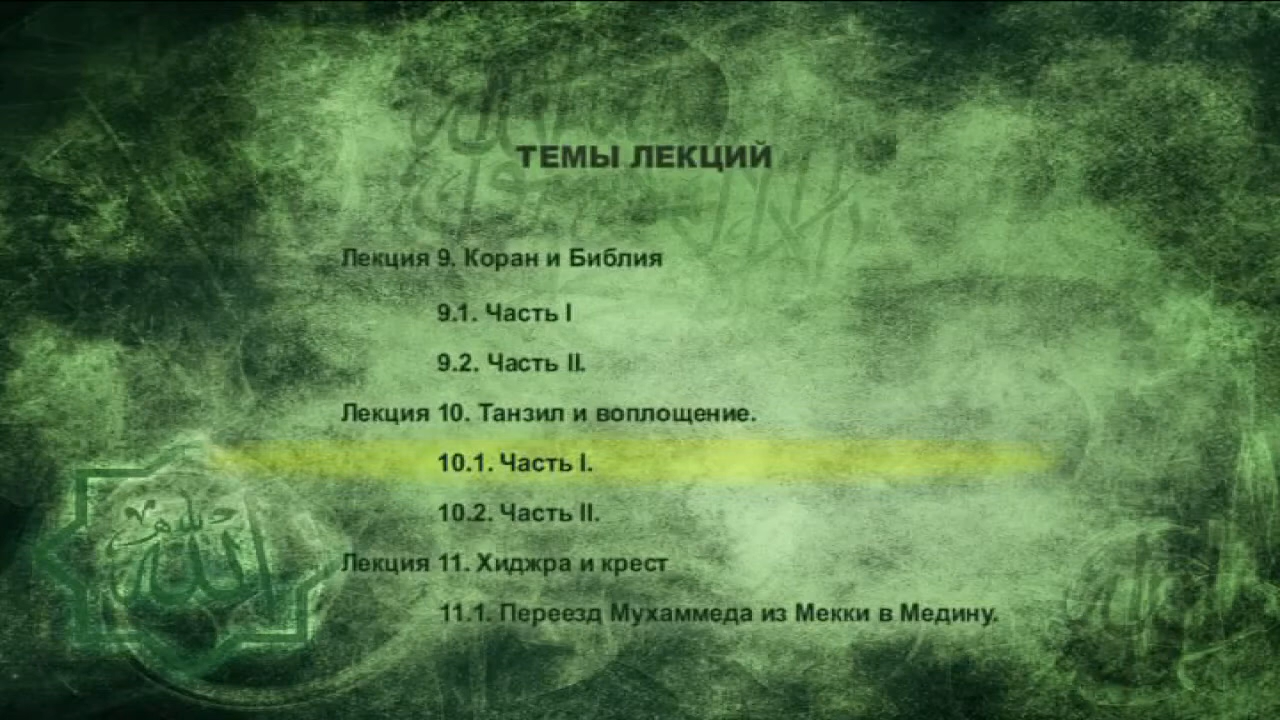 ТЕМЫ ЛЕКЦИЙ
Лекция 9. Коран и Библия
9.1. Часть I
9.2. Часть II.
Лекция 10. Танзил и воплощение.
10.1. Часть I.
10.2. Часть II.
Лекция 11. Хиджра и крест
11.1. Переезд Мухаммеда из Мекки в Медину.
الله